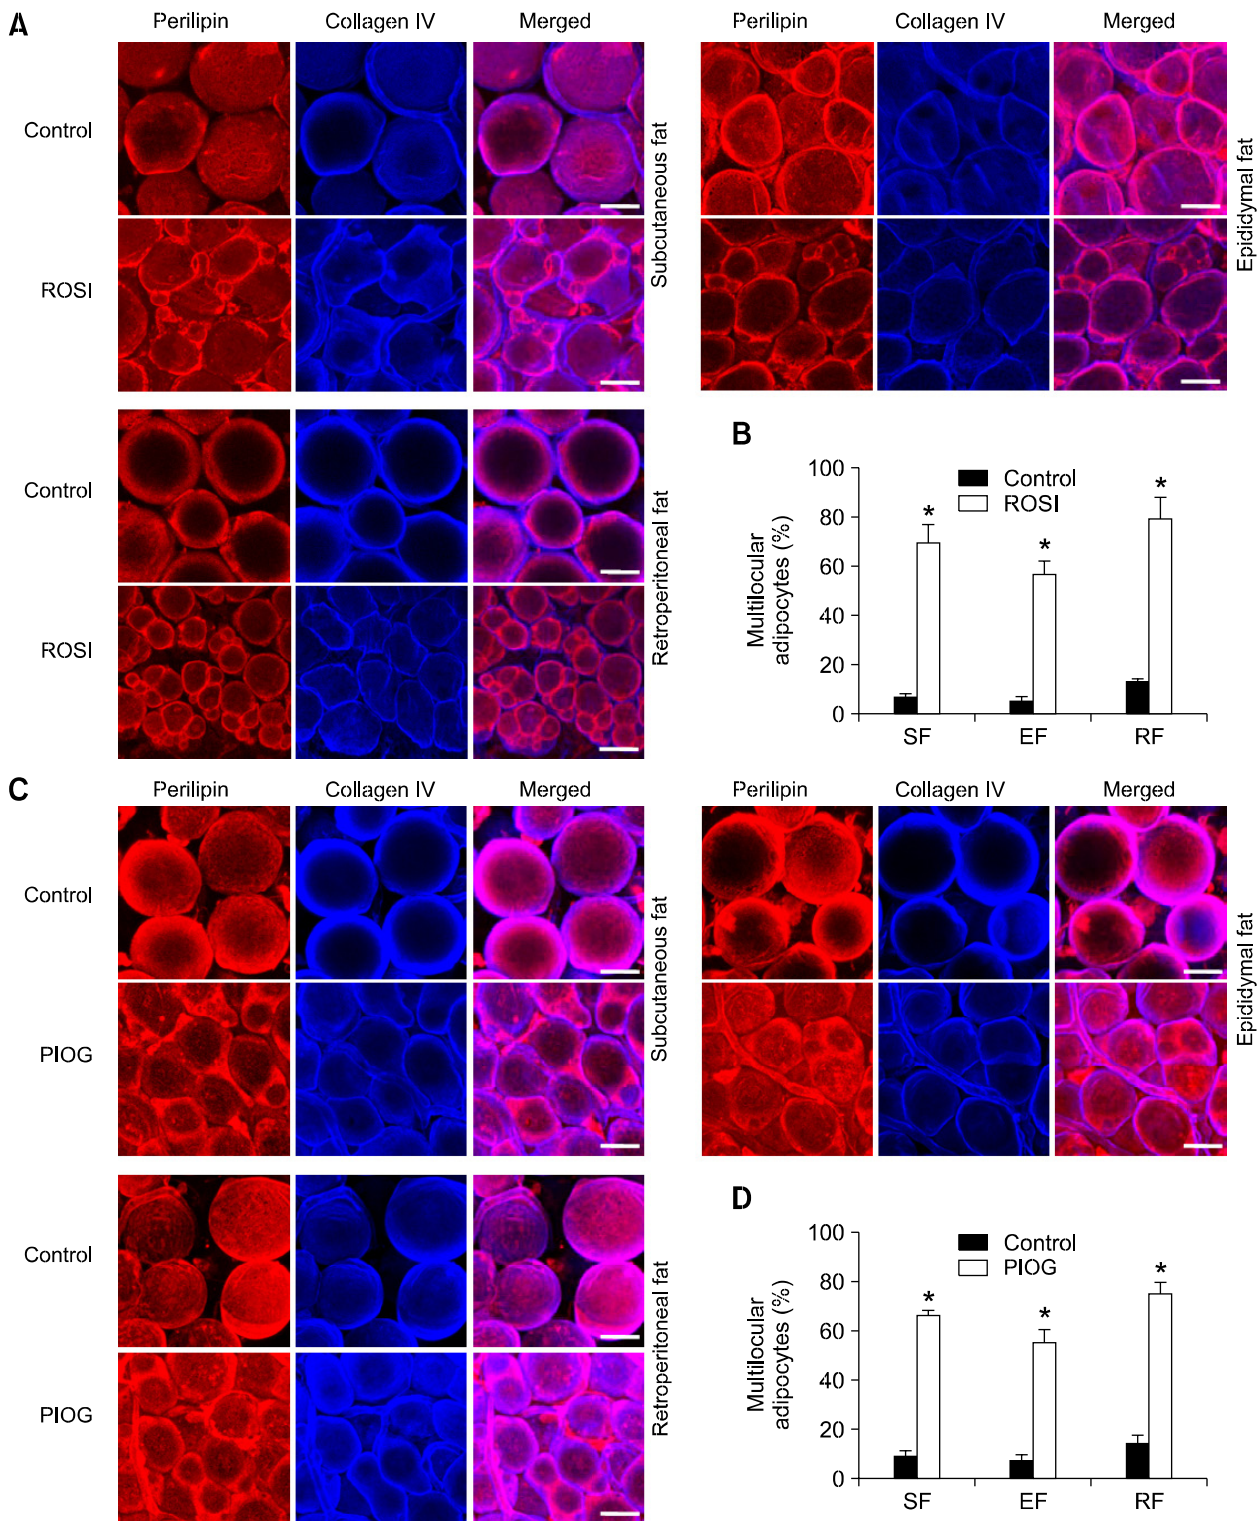 A
Perilipin Collagen IV Merged
Control
ROSI
Subcutaneous fat
Perilipin Collagen IV Merged
Epididymal fat
Control
ROSI
Retroperitoneal fat
B
Multilocular
adipocytes (%)
100
80
60
40
20
0
Control
ROSI
* * *
SF EF RF
C
Perilipin Collagen IV Merged
Control
PIOG
Subcutaneous fat
Perilipin Collagen IV Merged
Epididymal fat
Control
PIOG
Retroperitoneal fat
D
Multilocular
adipocytes (%)
100
80
60
40
20
0
Control
PIOG
* * *
SF EF RF